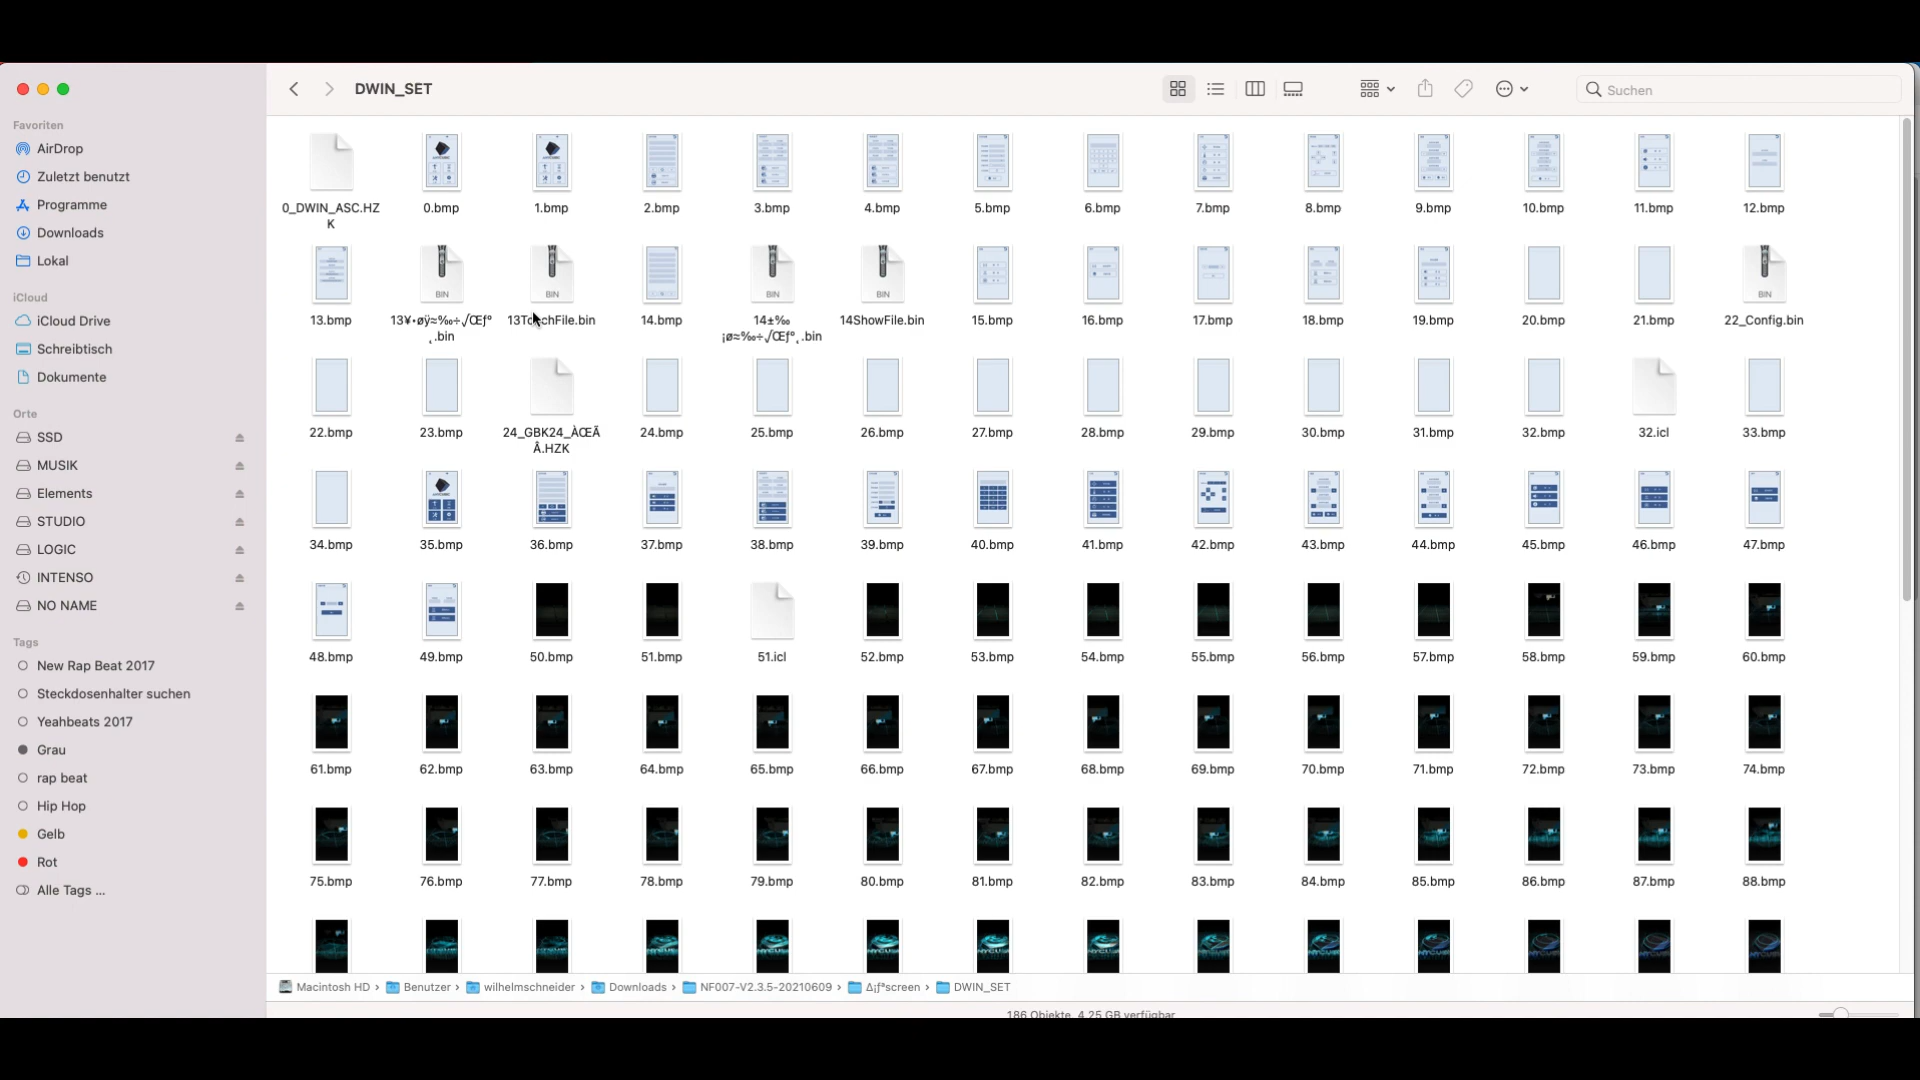 DWIN_SET
Suchen
Favoriten
AirDrop
Zuletzt benutzt
Programme
Downloads
Lokal
iCloud
iCloud Drive
Schreibtisch
Dokumente
Orte
SSD
MUSIK
Elements
STUDIO
LOGIC
INTENSO
NO NAME
Tags
New Rap Beat 2017
Steckdosenhalter suchen
Yeahbeats 2017
Grau
rap beat
Hip Hop
Gelb
Rot
Alle Tags ...
0_DWIN_ASC.HZ
K
0.bmp
1.bmp
2.bmp
3.bmp
4.bmp
5.bmp
6.bmp
7.bmp
8.bmp
9.bmp
10.bmp
11.bmp
12.bmp
BIN
BIN
BIN
BIN
BIN
13.bmp
.bin
14.bmp
14±‰
.bin
14ShowFile.bin
15.bmp
16.bmp
17.bmp
18.bmp
19.bmp
20.bmp
21.bmp
22_Config.bin
22.bmp
23.bmp
24_GBK24_ÀŒÃ
Â.HZK
24.bmp
25.bmp
26.bmp
27.bmp
28.bmp
29.bmp
30.bmp
31.bmp
32.bmp
32.icl
33.bmp
34.bmp
35.bmp
36.bmp
37.bmp
38.bmp
39.bmp
40.bmp
41.bmp
42.bmp
43.bmp
44.bmp
45.bmp
46.bmp
47.bmp
48.bmp
49.bmp
50.bmp
51.bmp
51.icl
52.bmp
53.bmp
54.bmp
55.bmp
56.bmp
57.bmp
58.bmp
59.bmp
60.bmp
61.bmp
62.bmp
63.bmp
64.bmp
65.bmp
66.bmp
67.bmp
68.bmp
69.bmp
70.bmp
71.bmp
72.bmp
73.bmp
74.bmp
75.bmp
76.bmp
77.bmp
78.bmp
79.bmp
80.bmp
81.bmp
82.bmp
83.bmp
84.bmp
85.bmp
86.bmp
87.bmp
88.bmp
Macintosh HD › Benutzer › wilhelmschneider › Downloads › NF007-V2.3.5-20210609 › ∆¡ƒªscreen › DWIN_SET
186 Objekte, 4,25 GB verfügbar